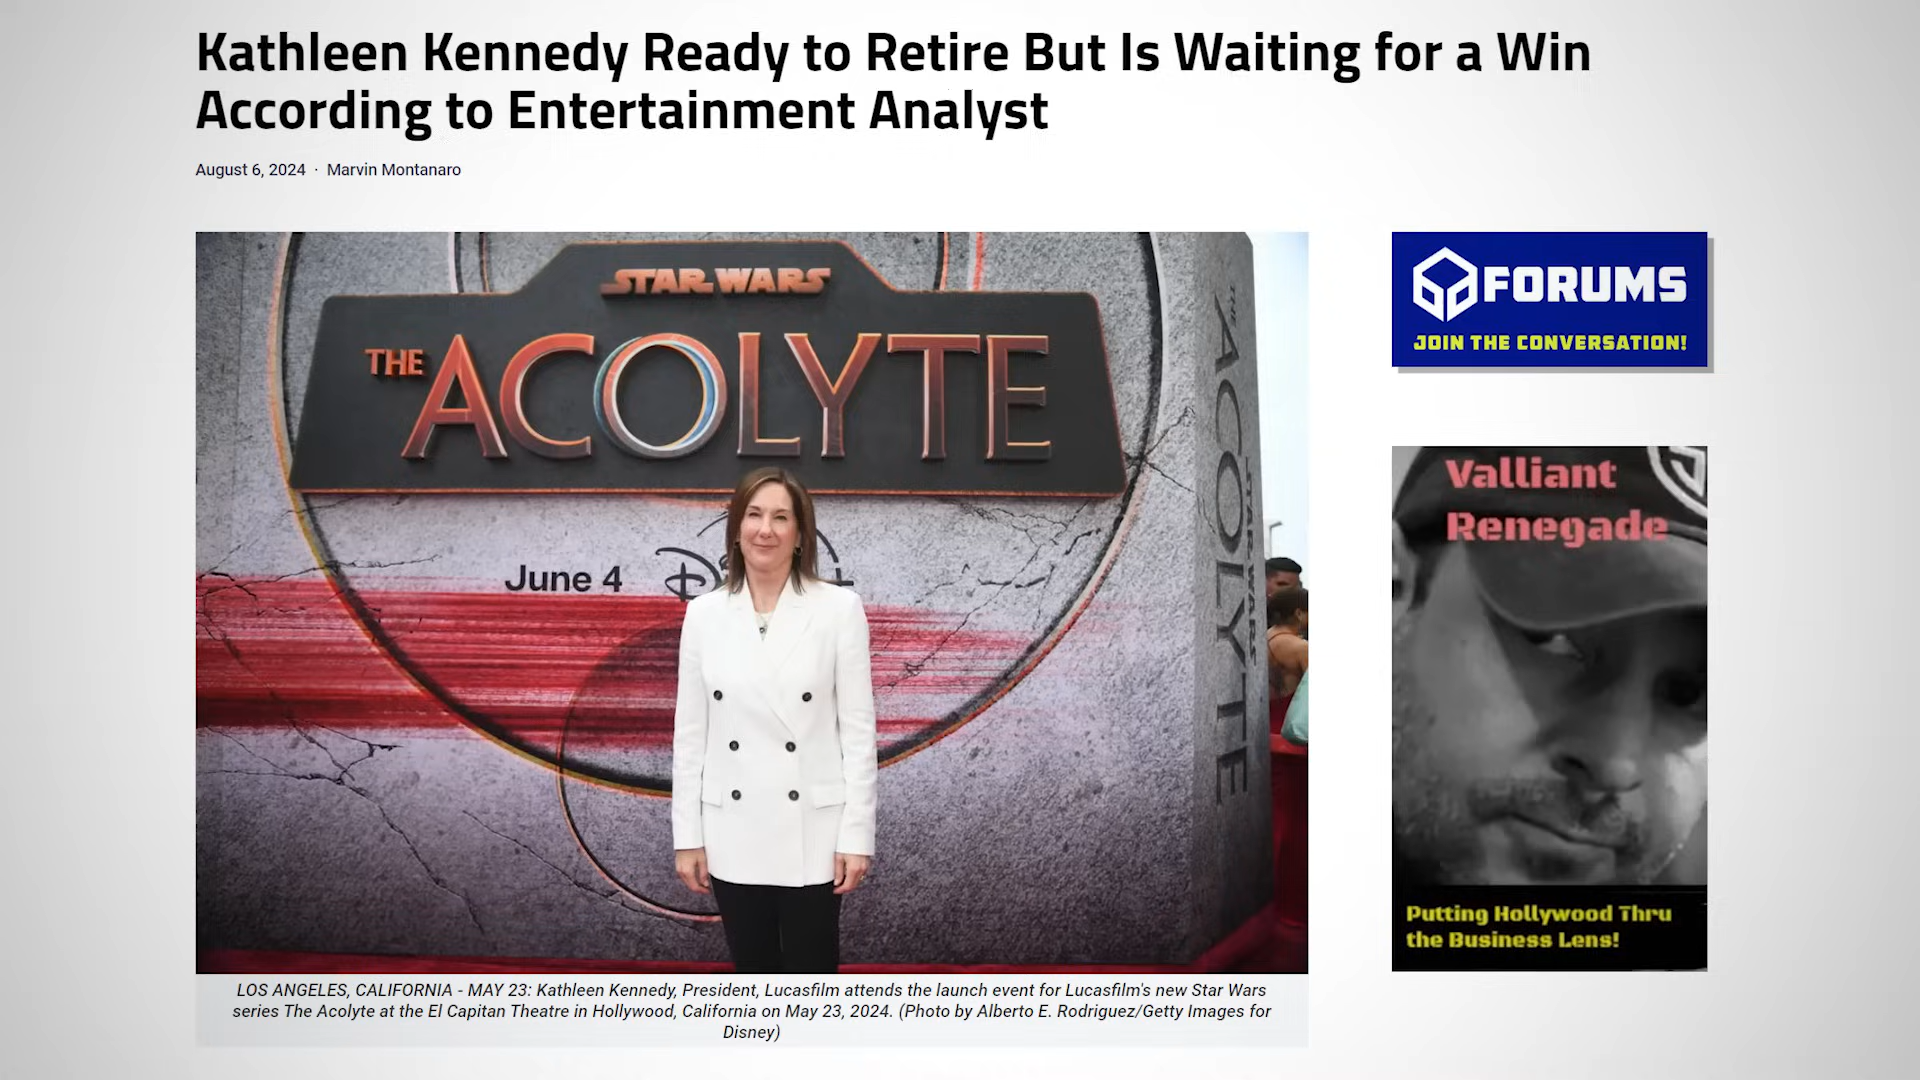 Kathleen Kennedy Ready to Retire But Is Waiting for a Win
According to Entertainment Analyst
August 6, 2024 · Marvin Montanaro
STAR WARS
THE ACOLYTE
June 4
THE ACOLYTE
STAR WARS
FORUMS
JOIN THE CONVERSATION!
Valliant
Renegade
Putting Hollywood Thru
the Business Lens!
LOS ANGELES, CALIFORNIA - MAY 23: Kathleen Kennedy, President, Lucasfilm attends the launch event for Lucasfilm's new Star Wars
series The Acolyte at the El Capitan Theatre in Hollywood, California on May 23, 2024. (Photo by Alberto E. Rodriguez/Getty Images for
Disney)